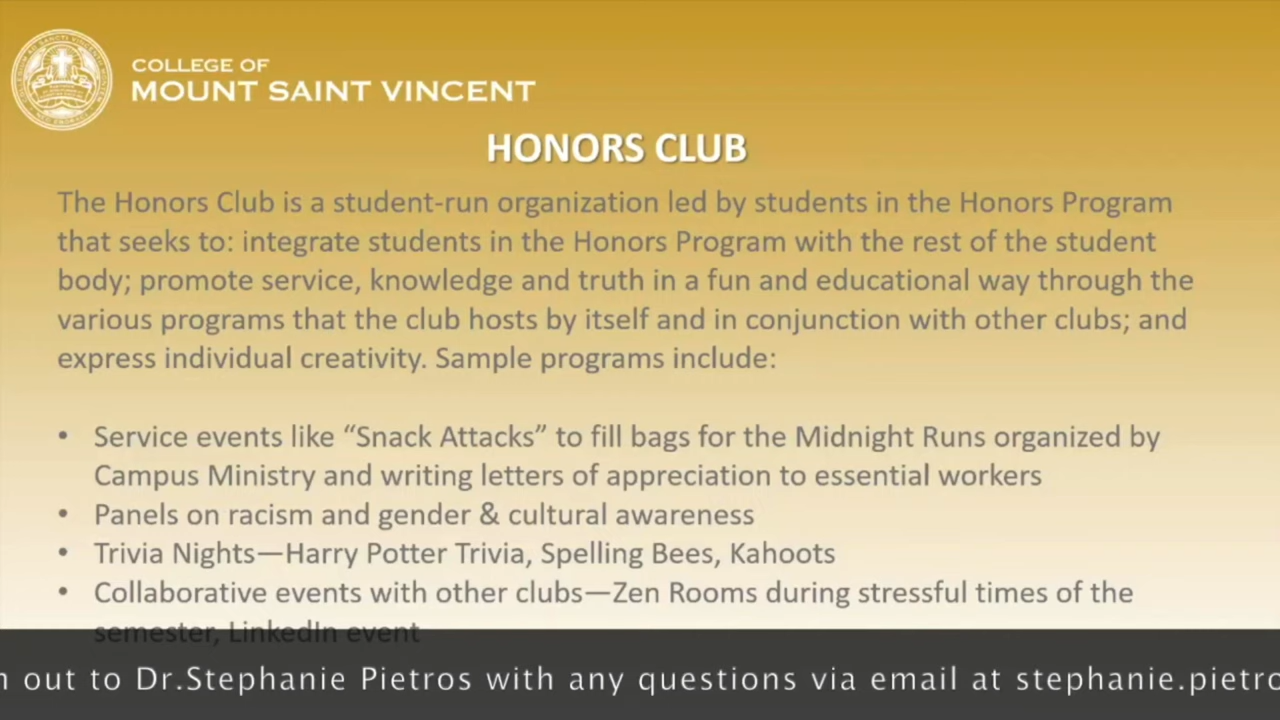 COLLEGE OF
MOUNT SAINT VINCENT
HONORS CLUB
The Honors Club is a student-run organization led by students in the Honors Program
that seeks to: integrate students in the Honors Program with the rest of the student
body; promote service, knowledge and truth in a fun and educational way through the
various programs that the club hosts by itself and in conjunction with other clubs; and
express individual creativity. Sample programs include:
• Service events like “Snack Attacks” to fill bags for the Midnight Runs organized by
Campus Ministry and writing letters of appreciation to essential workers
• Panels on racism and gender & cultural awareness
• Trivia Nights—Harry Potter Trivia, Spelling Bees, Kahoots
• Collaborative events with other clubs—Zen Rooms during stressful times of the
semester, LinkedIn event
out to Dr.Stephanie Pietros with any questions via email at